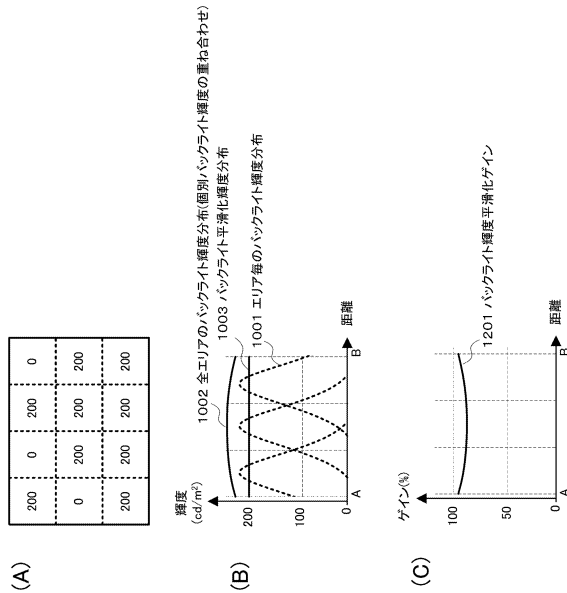 (A)
200 0 200 0
0 200 200 200
200 200 200 200
(B)
輝度
(cd/m²)
200
100
0
A
B
距離
1002 全エリアのバックライト輝度分布(個別バックライト輝度の重ね合わせ)
1003 バックライト平滑化輝度分布
1001 エリア毎のバックライト輝度分布
(C)
ゲイン(%)
100
50
0
A
B
距離
1201 バックライト輝度平滑化ゲイン